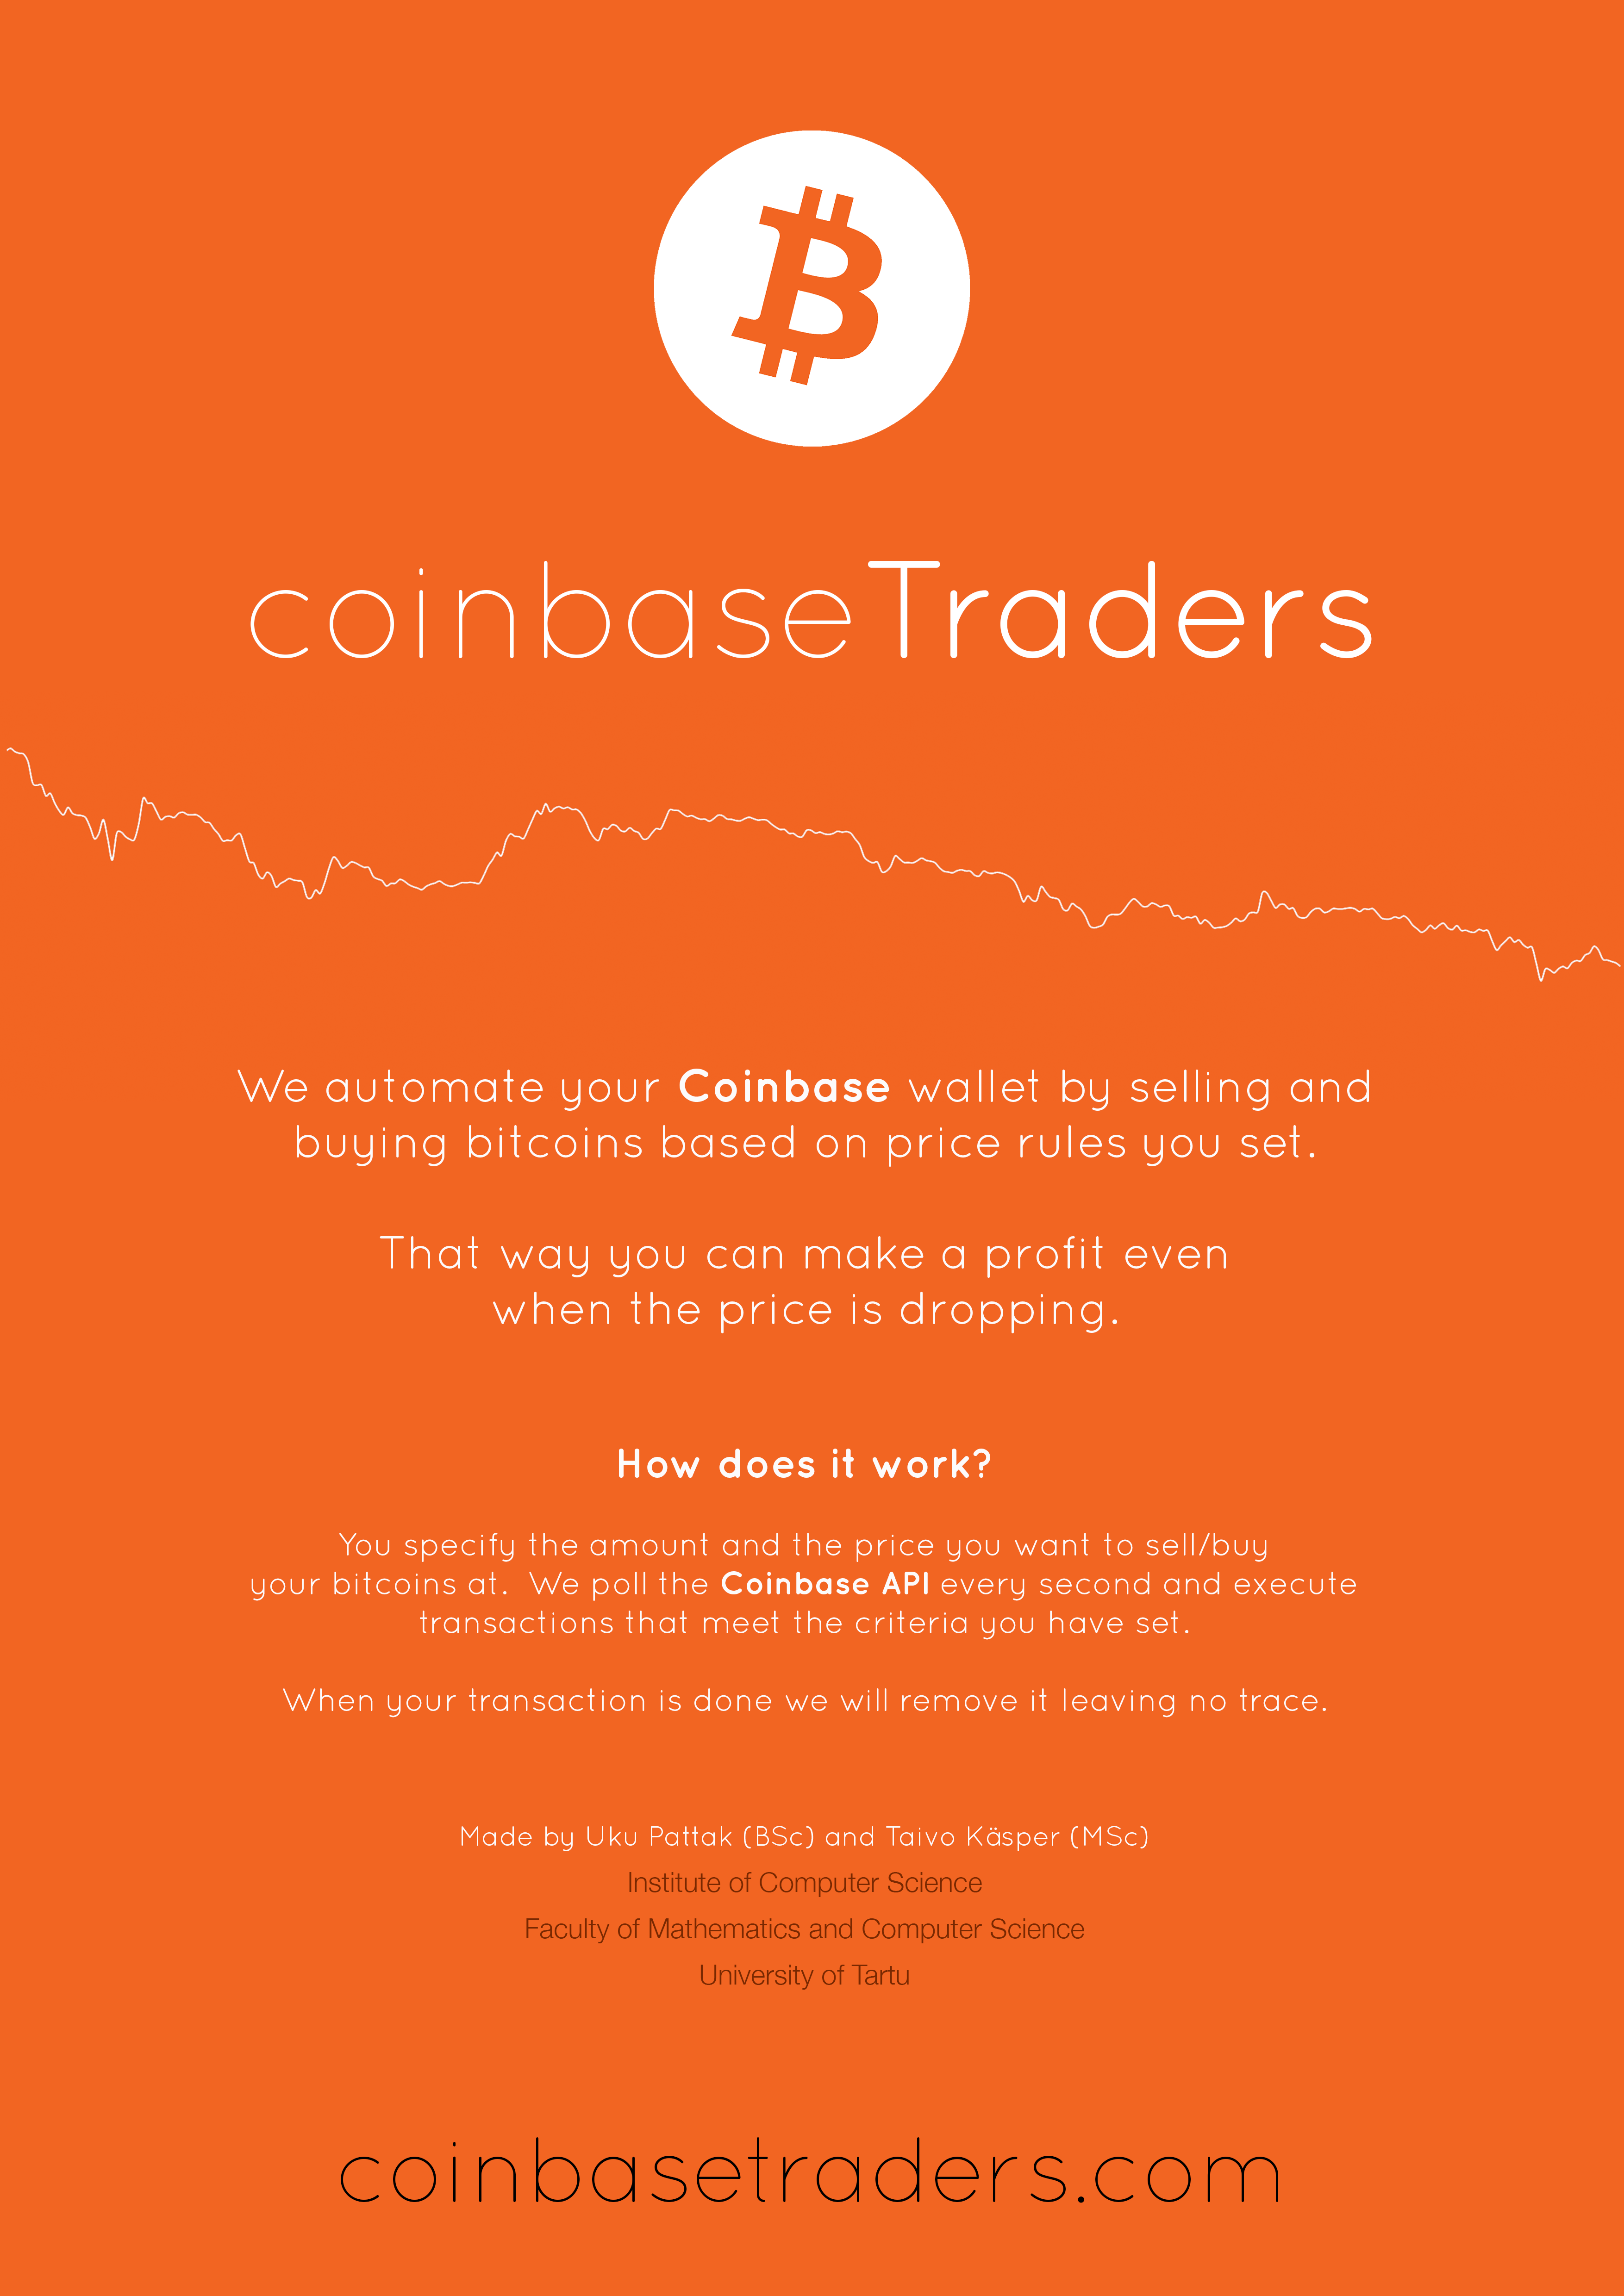 coinbaseTraders
We automate your Coinbase wallet by selling and
buying bitcoins based on price rules you set.
That way you can make a profit even
when the price is dropping.
How does it work?
You specify the amount and the price you want to sell/buy
your bitcoins at. We poll the Coinbase API every second and execute
transactions that meet the criteria you have set.
When your transaction is done we will remove it leaving no trace.
Made by Uku Pattak (BSc) and Taivo Käsper (MSc)
Institute of Computer Science
Faculty of Mathematics and Computer Science
University of Tartu
coinbasetraders.com